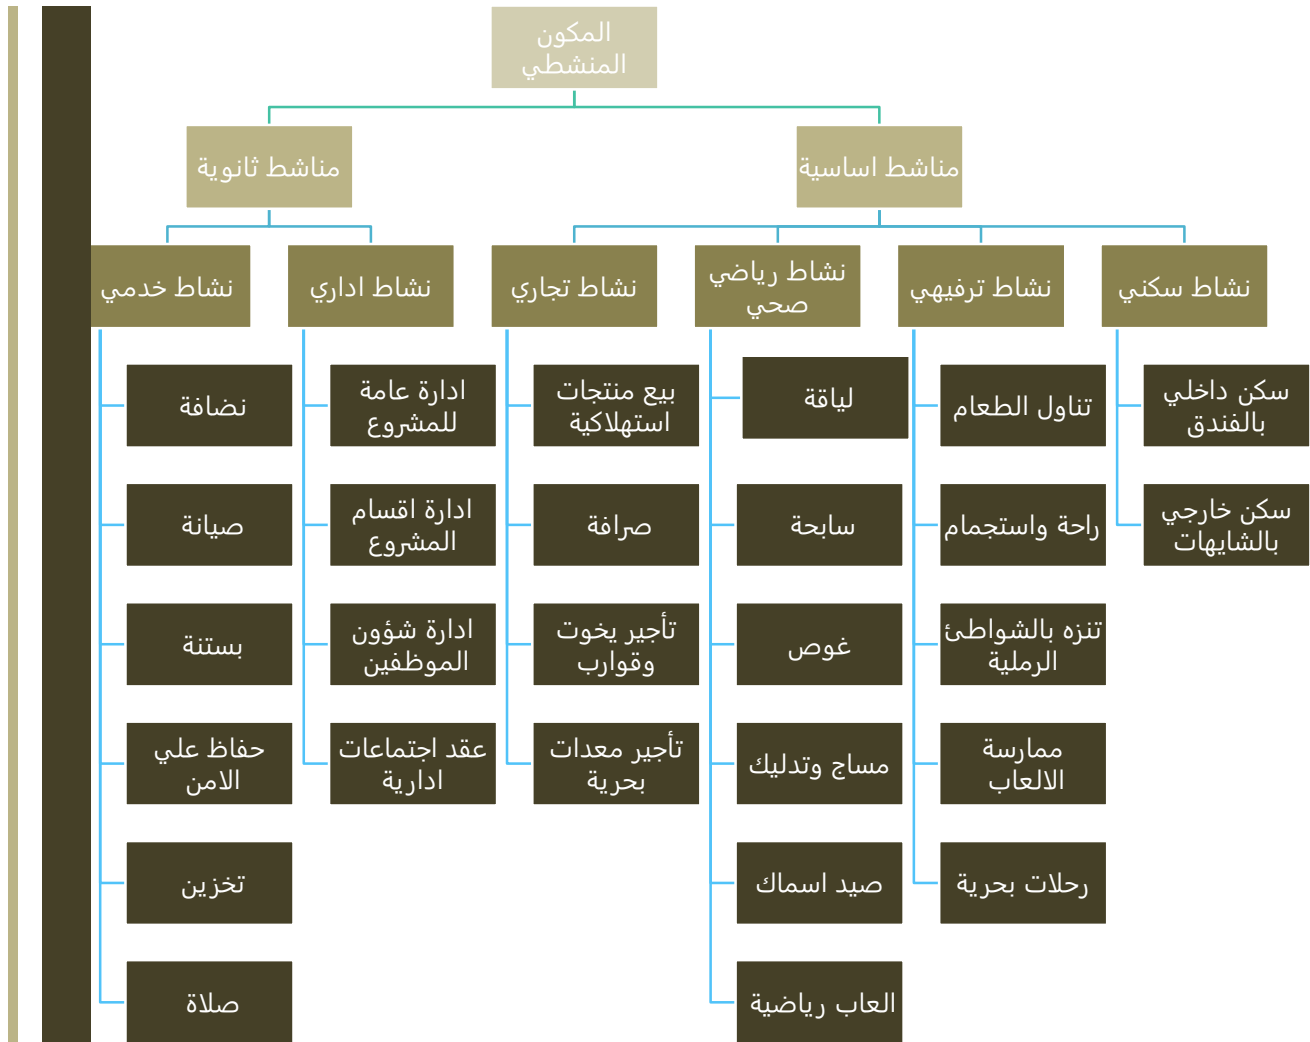 المكون
المنشطي
مناشط اساسية
مناشط ثانوية
نشاط سكني
نشاط ترفيهي
نشاط رياضي
صحي
نشاط تجاري
نشاط اداري
نشاط خدمي
سكن داخلي
بالفندق
سكن خارجي
بالشايهات
تناول الطعام
راحة واستجمام
تنزه بالشواطئ
الرملية
ممارسة
الالعاب
رحلات بحرية
لياقة
سابحة
غوص
مساج وتدليك
صيد اسماك
العاب رياضية
بيع منتجات
استهلاكية
صرافة
تأجير يخوت
وقوارب
تأجير معدات
بحرية
ادارة عامة
للمشروع
ادارة اقسام
المشروع
ادارة شؤون
الموظفين
عقد اجتماعات
ادارية
نضافة
صيانة
بستنة
حفاظ علي
الامن
تخزين
صلاة